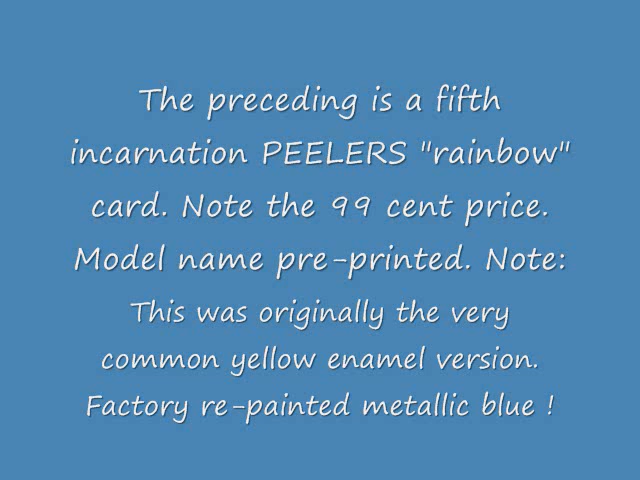 The preceding is a fifth
incarnation PEELERS "rainbow"
card. Note the 99 cent price.
Model name pre-printed. Note:
This was originally the very
common yellow enamel version.
Factory re-painted metallic blue !